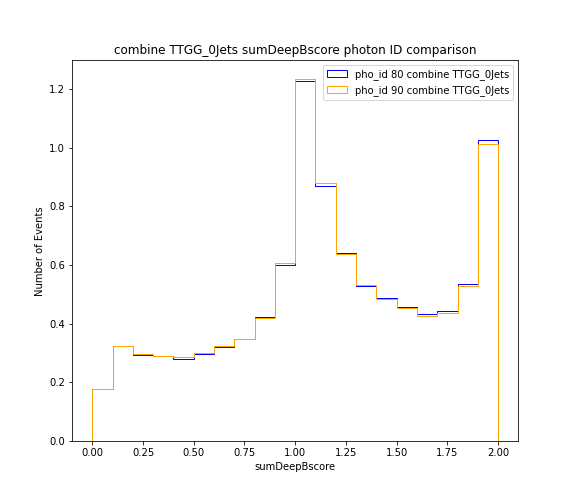 combine TTGG_0Jets sumDeepBscore photon ID comparison
pho_id 80 combine TTGG_0Jets
pho_id 90 combine TTGG_0Jets
1.2
1.0
0.8
0.6
0.4
0.2
0.0
Number of Events
0.00 0.25 0.50 0.75 1.00 1.25 1.50 1.75 2.00
sumDeepBscore